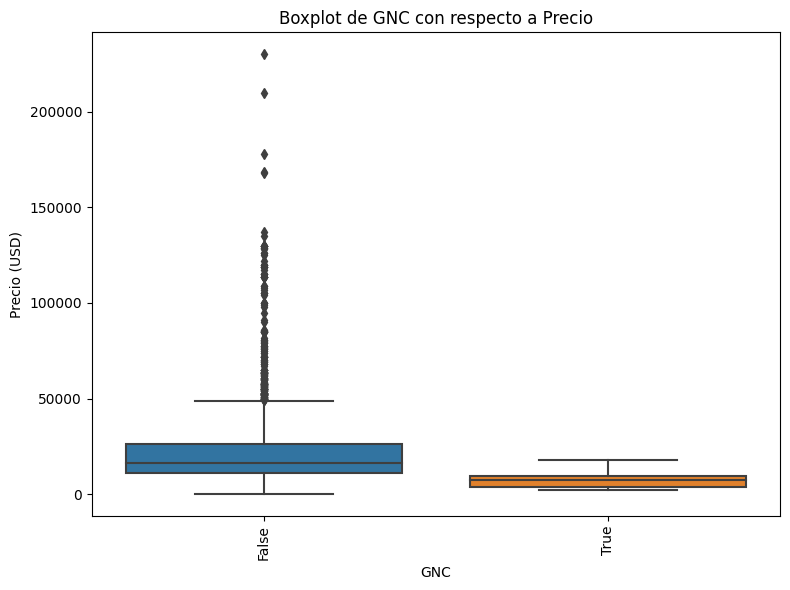 Boxplot de GNC con respecto a Precio
Precio (USD)
200000
150000
100000
50000
0
False
True
GNC